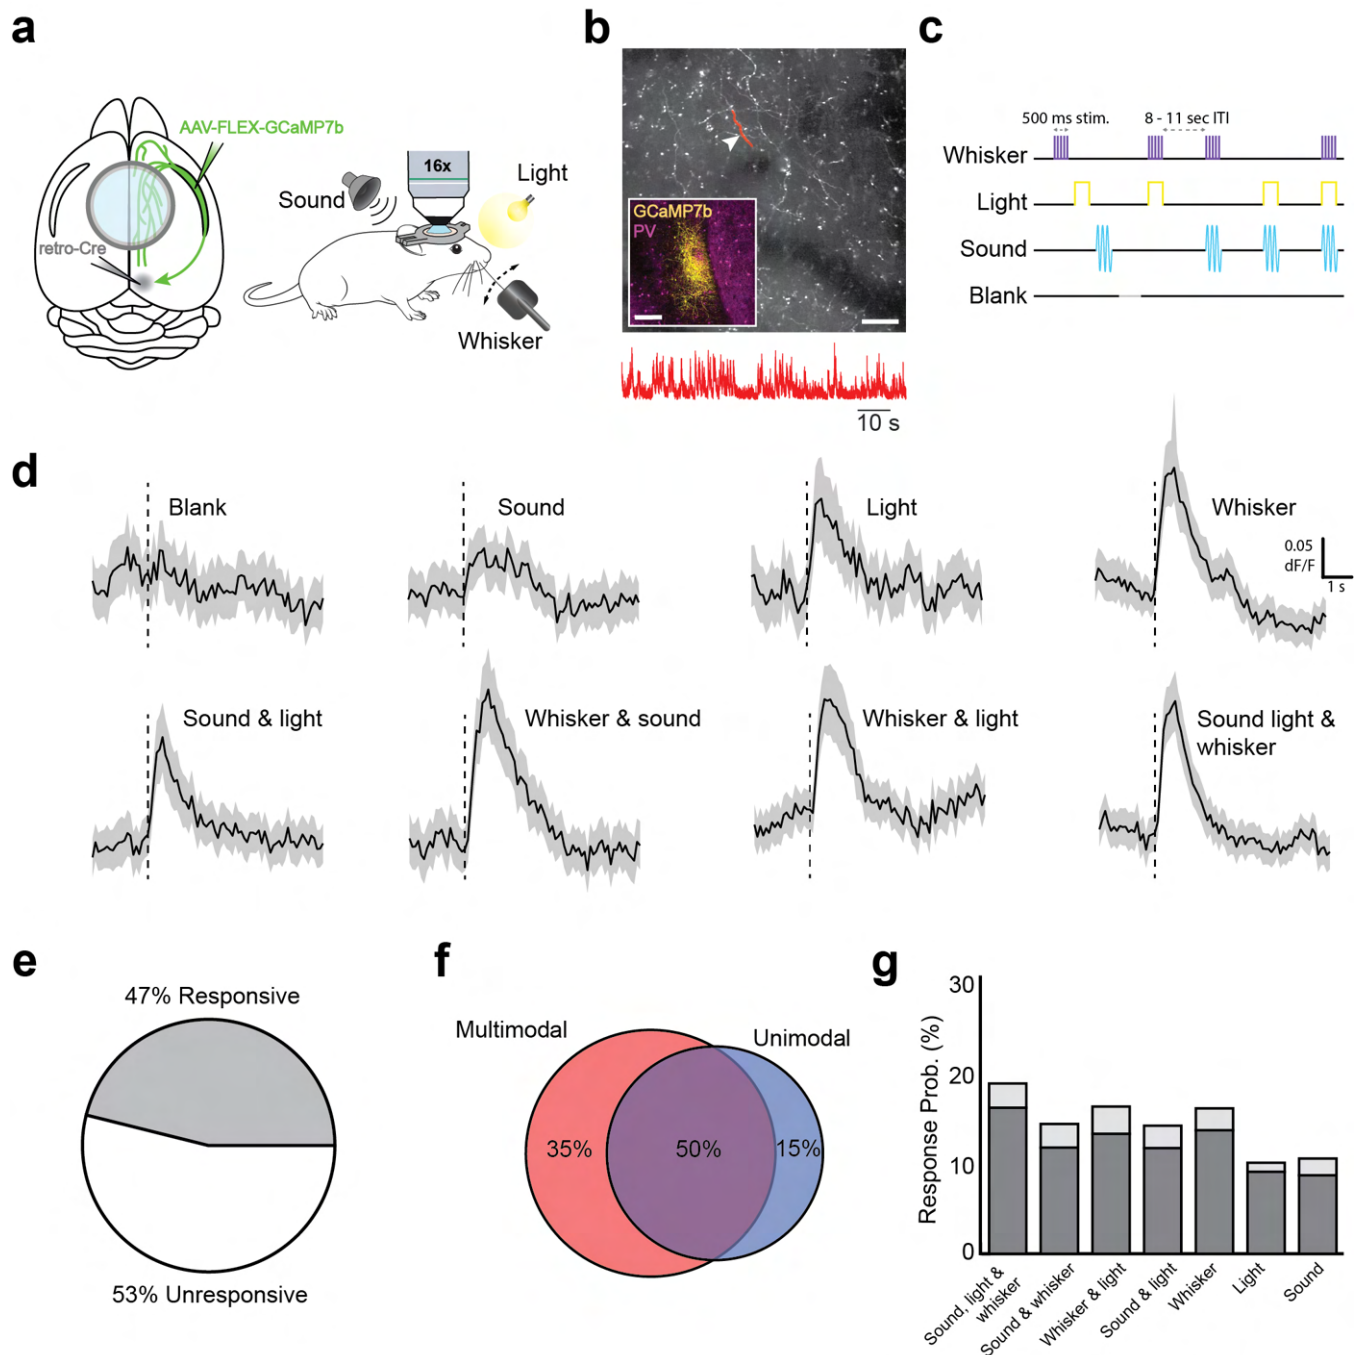 a
AAV-FLEX-GCaMP7b
retro-Cre
Sound
16x
Light
Whisker
b
GCaMP7b
PV
10 s
c
500 ms stim.
8 - 11 sec ITI
Whisker
Light
Sound
Blank
d
Blank
Sound
Light
Whisker
0.05
dF/F
1 s
Sound & light
Whisker & sound
Whisker & light
Sound light &
whisker
e
47% Responsive
53% Unresponsive
f
Multimodal
Unimodal
35%
50%
15%
g
Response Prob. (%)
30
20
10
0
Sound, light &
whisker
Sound & whisker
Whisker & light
Sound & light
Whisker
Light
Sound